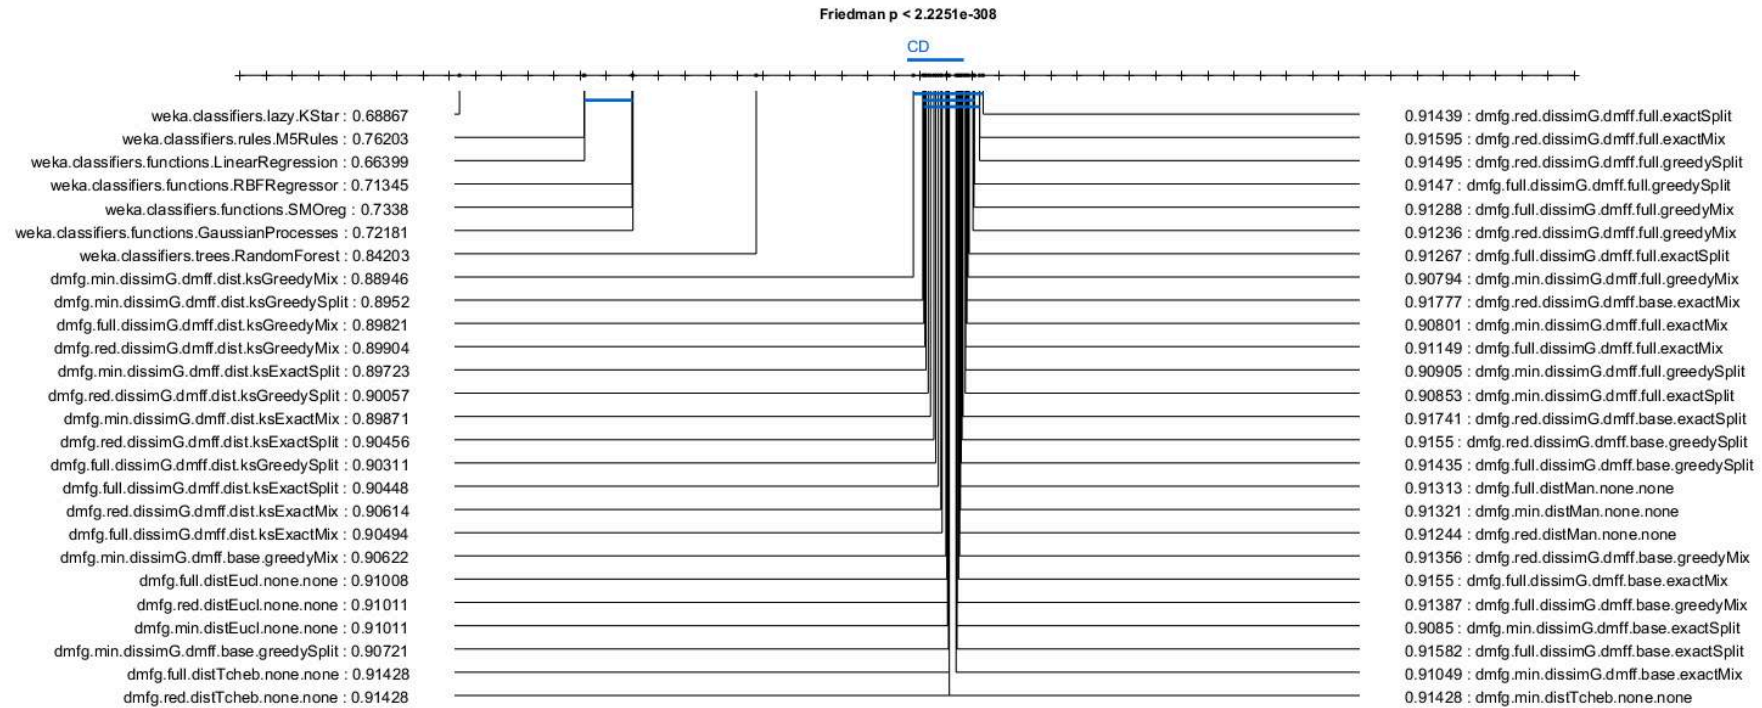 Friedman p < 2.2251e-308
CD
weka.classifiers.lazy.KStar : 0.68867
weka.classifiers.rules.M5Rules : 0.76203
weka.classifiers.functions.LinearRegression : 0.66399
weka.classifiers.functions.RBFRegressor : 0.71345
weka.classifiers.functions.SMOreg : 0.7338
weka.classifiers.functions.GaussianProcesses : 0.72181
weka.classifiers.trees.RandomForest : 0.84203
dmfg.min.dissimG.dmff.dist.ksGreedyMix : 0.88946
dmfg.min.dissimG.dmff.dist.ksGreedySplit : 0.8952
dmfg.full.dissimG.dmff.dist.ksGreedyMix : 0.89821
dmfg.red.dissimG.dmff.dist.ksGreedyMix : 0.89904
dmfg.min.dissimG.dmff.dist.ksExactSplit : 0.89723
dmfg.red.dissimG.dmff.dist.ksGreedySplit : 0.90057
dmfg.min.dissimG.dmff.dist.ksExactMix : 0.89871
dmfg.red.dissimG.dmff.dist.ksExactSplit : 0.90456
dmfg.full.dissimG.dmff.dist.ksGreedySplit : 0.90311
dmfg.full.dissimG.dmff.dist.ksExactSplit : 0.90448
dmfg.red.dissimG.dmff.dist.ksExactMix : 0.90614
dmfg.full.dissimG.dmff.dist.ksExactMix : 0.90494
dmfg.min.dissimG.dmff.base.greedyMix : 0.90622
dmfg.full.distEucl.none.none : 0.91008
dmfg.red.distEucl.none.none : 0.91011
dmfg.min.distEucl.none.none : 0.91011
dmfg.min.dissimG.dmff.base.greedySplit : 0.90721
dmfg.full.distTcheb.none.none : 0.91428
dmfg.red.distTcheb.none.none : 0.91428
0.91439 : dmfg.red.dissimG.dmff.full.exactSplit
0.91595 : dmfg.red.dissimG.dmff.full.exactMix
0.91495 : dmfg.red.dissimG.dmff.full.greedySplit
0.9147 : dmfg.full.dissimG.dmff.full.greedySplit
0.91288 : dmfg.full.dissimG.dmff.full.greedyMix
0.91236 : dmfg.red.dissimG.dmff.full.greedyMix
0.91267 : dmfg.full.dissimG.dmff.full.exactSplit
0.90794 : dmfg.min.dissimG.dmff.full.greedyMix
0.91777 : dmfg.red.dissimG.dmff.base.exactMix
0.90801 : dmfg.min.dissimG.dmff.full.exactMix
0.91149 : dmfg.full.dissimG.dmff.full.exactMix
0.90905 : dmfg.min.dissimG.dmff.full.greedySplit
0.90853 : dmfg.min.dissimG.dmff.full.exactSplit
0.91741 : dmfg.red.dissimG.dmff.base.exactSplit
0.9155 : dmfg.red.dissimG.dmff.base.greedySplit
0.91435 : dmfg.full.dissimG.dmff.base.greedySplit
0.91313 : dmfg.full.distMan.none.none
0.91321 : dmfg.min.distMan.none.none
0.91244 : dmfg.red.distMan.none.none
0.91356 : dmfg.red.dissimG.dmff.base.greedyMix
0.9155 : dmfg.full.dissimG.dmff.base.exactMix
0.91387 : dmfg.full.dissimG.dmff.base.greedyMix
0.9085 : dmfg.min.dissimG.dmff.base.exactSplit
0.91582 : dmfg.full.dissimG.dmff.base.exactSplit
0.91049 : dmfg.min.dissimG.dmff.base.exactMix
0.91428 : dmfg.min.distTcheb.none.none